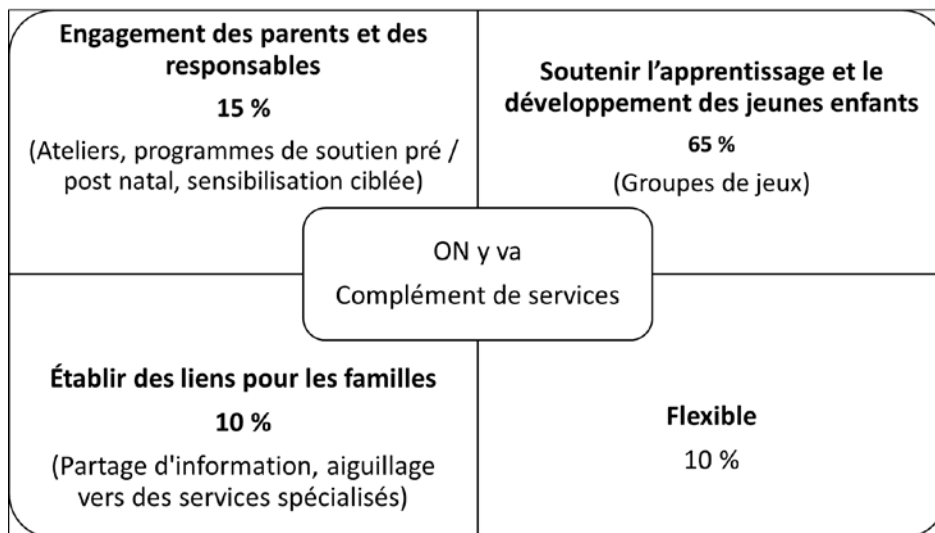 Engagement des parents et des
responsables
15 %
(Ateliers, programmes de soutien pré /
post natal, sensibilisation ciblée)
Soutenir l’apprentissage et le
développement des jeunes enfants
65 %
(Groupes de jeux)
ON y va
Complément de services
Établir des liens pour les familles
10 %
(Partage d'information, aiguillage
vers des services spécialisés)
Flexible
10 %